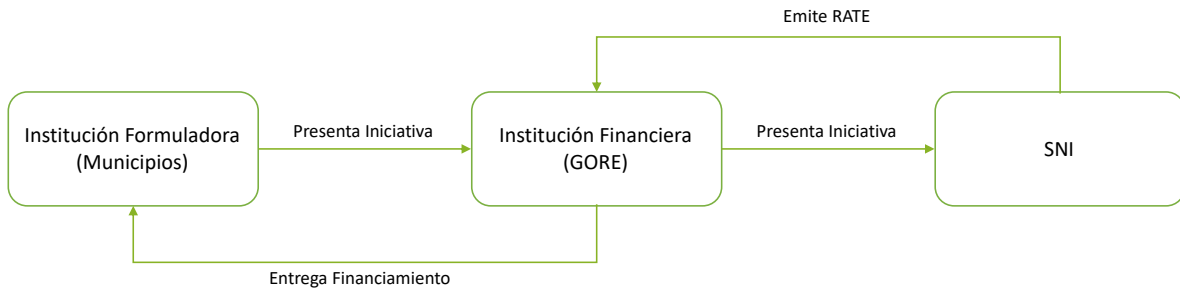 Emite RATE
Institución Formuladora
(Municipios)
Presenta Iniciativa
Institución Financiera
(GORE)
Presenta Iniciativa
SNI
Entrega Financiamiento